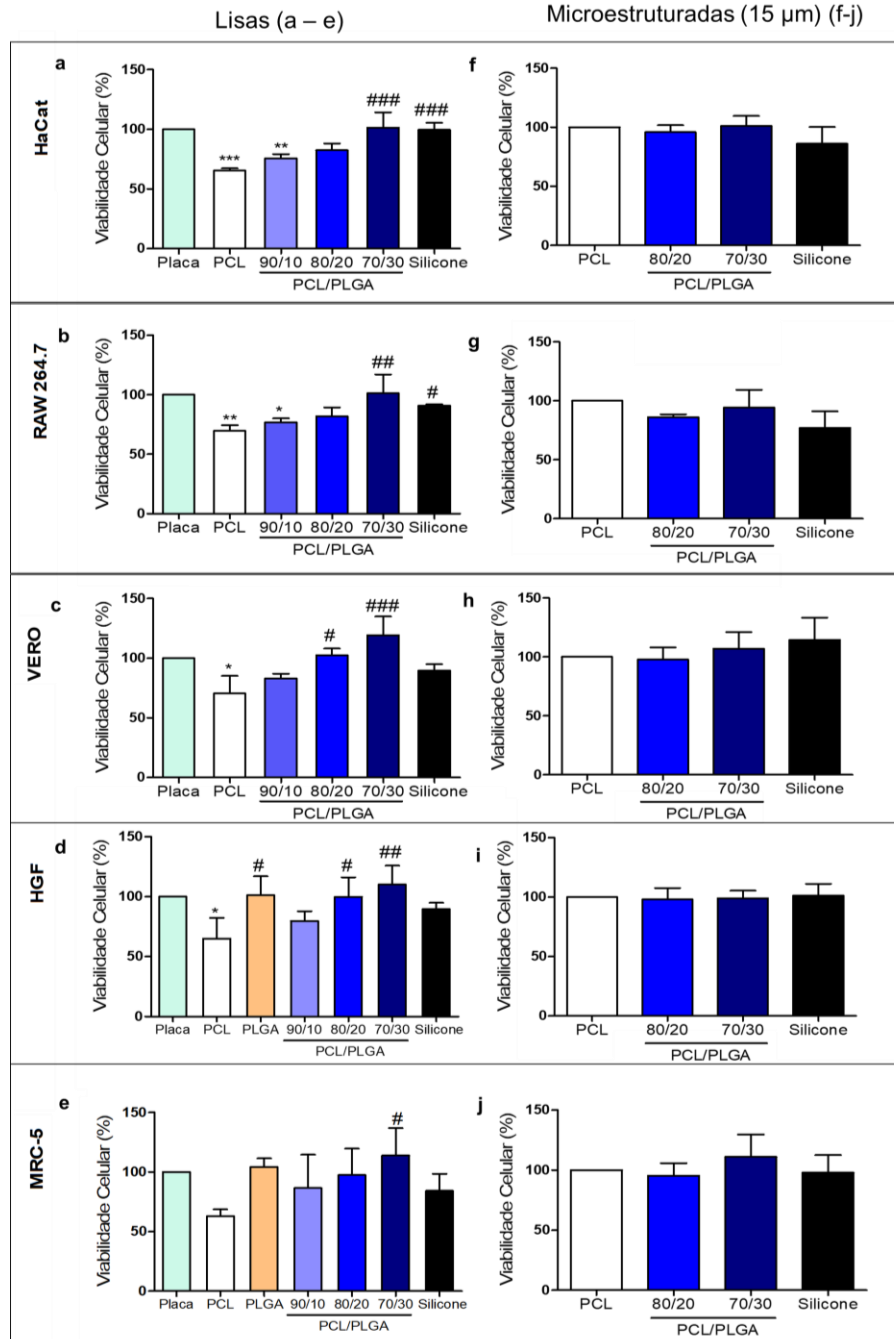 Lisas (a – e)
Microestruturadas (15 µm) (f-j)
HaCat
a
Viabilidade Celular (%)
150
100
50
0
***
**
###
###
Placa PCL 90/10 80/20 70/30 Silicone
PCL/PLGA
f
Viabilidade Celular (%)
150
100
50
0
PCL 80/20 70/30 Silicone
PCL/PLGA
RAW 264.7
b
Viabilidade Celular (%)
150
100
50
0
**
*
##
#
Placa PCL 90/10 80/20 70/30 Silicone
PCL/PLGA
g
Viabilidade Celular (%)
150
100
50
0
PCL 80/20 70/30 Silicone
PCL/PLGA
VERO
c
Viabilidade Celular (%)
150
100
50
0
*
#
###
Placa PCL 90/10 80/20 70/30 Silicone
PCL/PLGA
h
Viabilidade Celular (%)
150
100
50
0
PCL 80/20 70/30 Silicone
PCL/PLGA
HGF
d
Viabilidade Celular (%)
150
100
50
0
*
#
#
##
Placa PCL PLGA 90/10 80/20 70/30 Silicone
PCL/PLGA
i
Viabilidade Celular (%)
150
100
50
0
PCL 80/20 70/30 Silicone
PCL/PLGA
MRC-5
e
Viabilidade Celular (%)
150
100
50
0
#
Placa PCL PLGA 90/10 80/20 70/30 Silicone
PCL/PLGA
j
Viabilidade Celular (%)
150
100
50
0
PCL 80/20 70/30 Silicone
PCL/PLGA